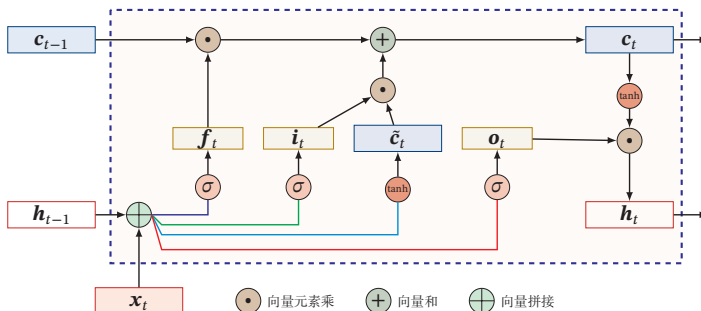 c_{t−1} ⊙ + c_t
⊙ tanh
f_t i_t c̃_t o_t ⊙
σ σ tanh σ
h_{t−1} h_t
x_t ⊙ 向量元素乘 + 向量和 ⊕ 向量拼接